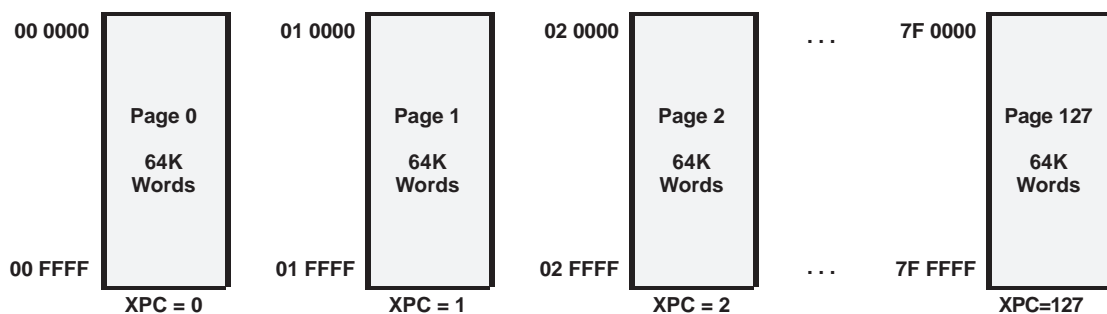 00 0000 01 0000 02 0000 . . . 7F 0000
Page 0 Page 1 Page 2 Page 127
64K 64K 64K 64K
Words Words Words Words
00 FFFF 01 FFFF 02 FFFF . . . 7F FFFF
XPC = 0 XPC = 1 XPC = 2 XPC=127